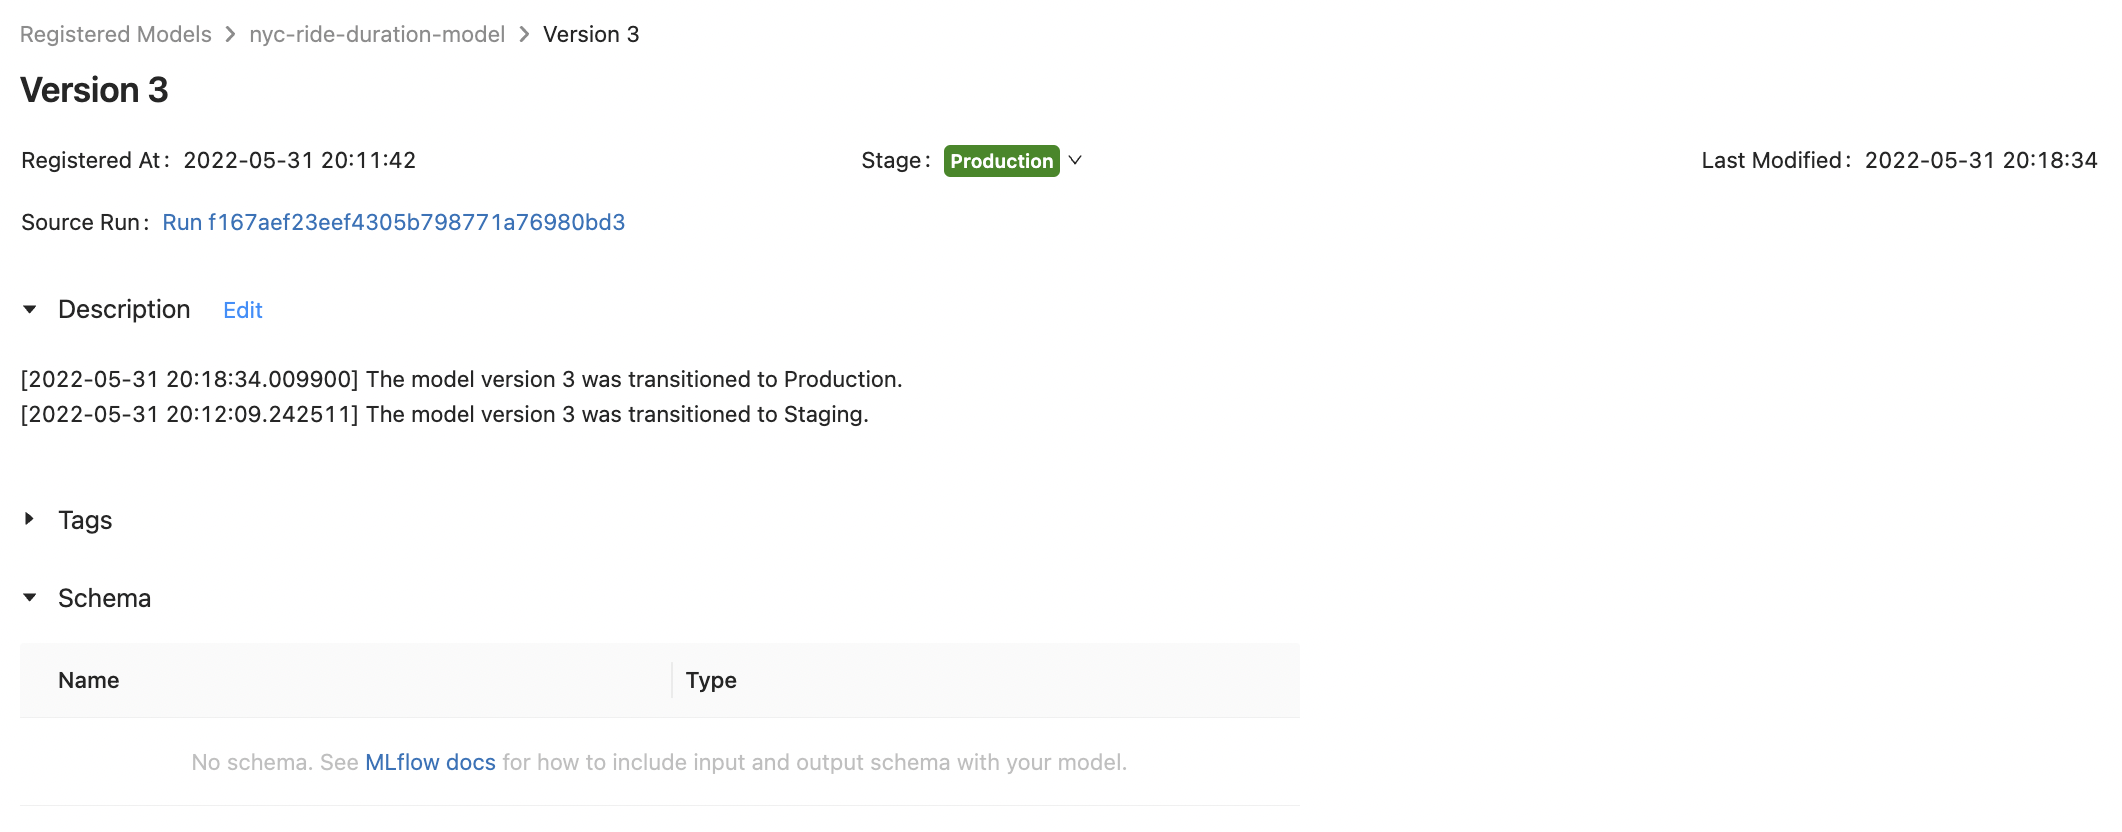 Registered Models > nyc-ride-duration-model > Version 3
Version 3
Registered At: 2022-05-31 20:11:42 Stage: Production Last Modified: 2022-05-31 20:18:34
Source Run: Run f167aef23eef4305b798771a76980bd3
Description Edit
[2022-05-31 20:18:34.009900] The model version 3 was transitioned to Production.
[2022-05-31 20:12:09.242511] The model version 3 was transitioned to Staging.
Tags
Schema
Name Type
No schema. See MLflow docs for how to include input and output schema with your model.